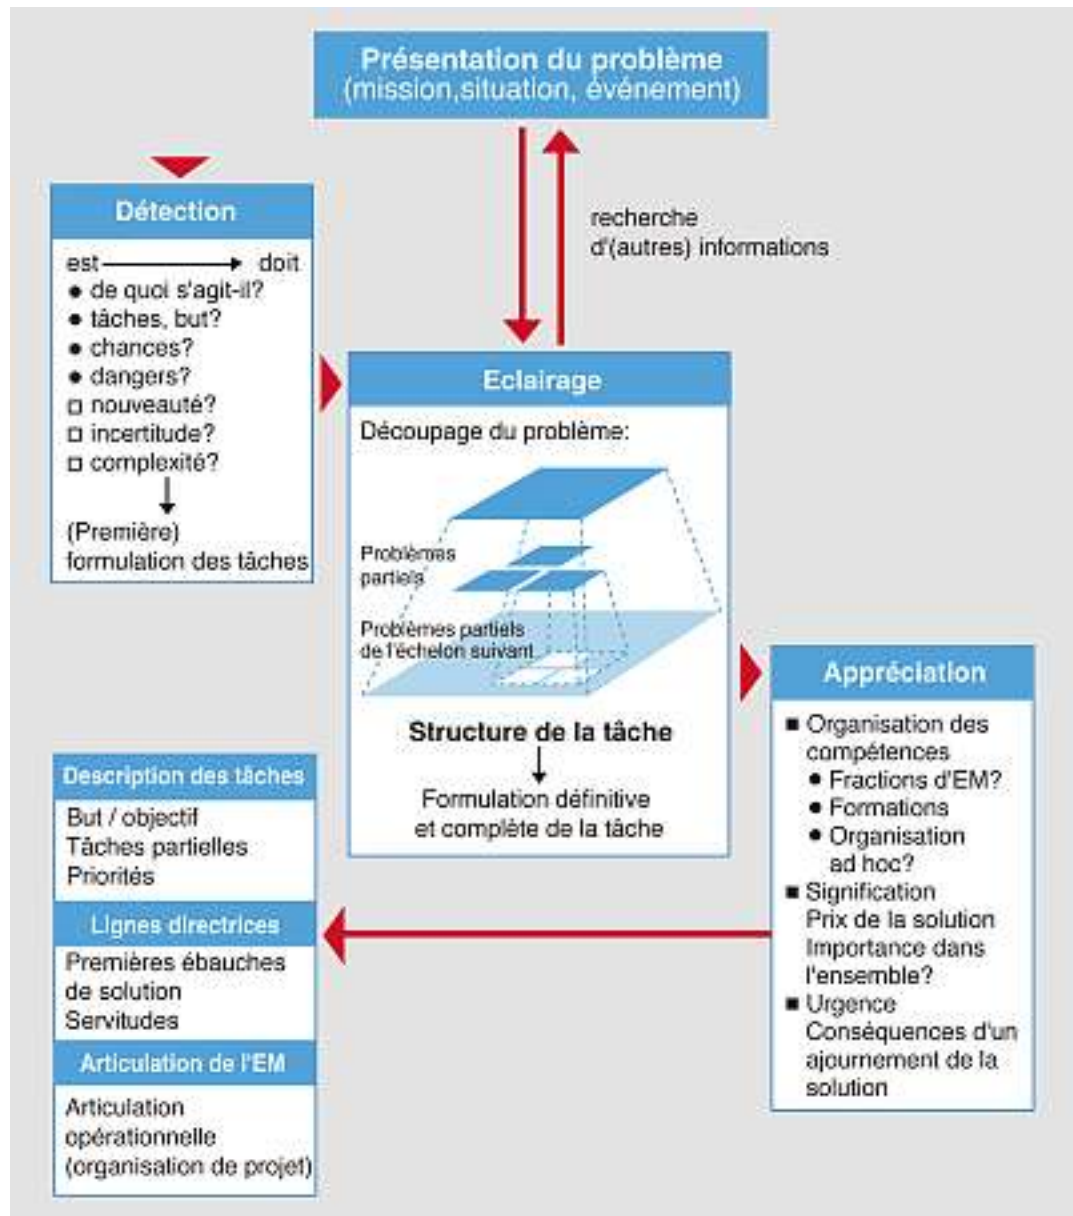 Présentation du problème
(mission,situation, événement)
recherche
d'(autres) informations
Détection
est doit
● de quoi s'agit-il?
● tâches, but?
● chances?
● dangers?
□ nouveauté?
□ incertitude?
□ complexité?
(Première)
formulation des tâches
Eclairage
Découpage du problème:
Problèmes
partiels
Problèmes partiels
de l'échelon suivant
Structure de la tâche
Formulation définitive
et complète de la tâche
Appréciation
■ Organisation des
compétences
● Fractions d'EM?
● Formations
● Organisation
ad hoc?
■ Signification
Prix de la solution
Importance dans
l'ensemble?
■ Urgence
Conséquences d'un
ajournement de la
solution
Description des tâches
But / objectif
Tâches partielles
Priorités
Lignes directrices
Premières ébauches
de solution
Servitudes
Articulation de l'EM
Articulation
opérationnelle
(organisation de projet)